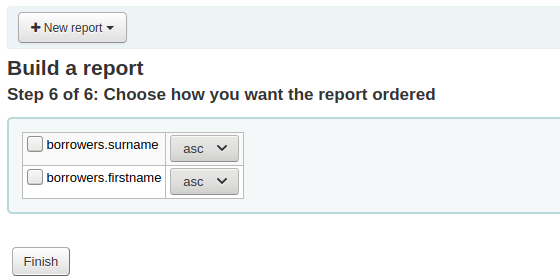 + New report
Build a report
Step 6 of 6: Choose how you want the report ordered
borrowers.surname asc
borrowers.firstname asc
Finish